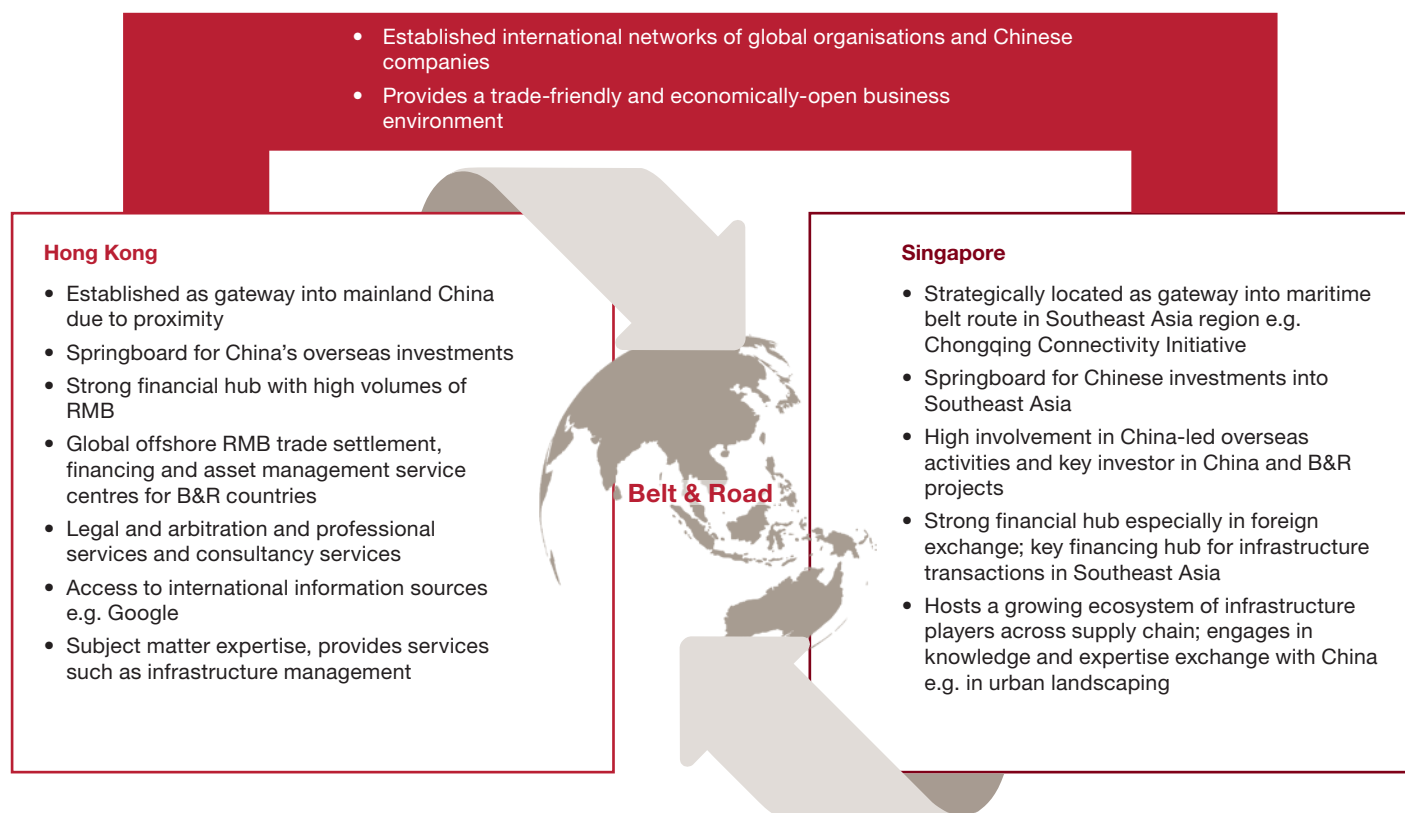 • Established international networks of global organisations and Chinese
companies
• Provides a trade-friendly and economically-open business
environment
Hong Kong
• Established as gateway into mainland China
due to proximity
• Springboard for China's overseas investments
• Strong financial hub with high volumes of
RMB
• Global offshore RMB trade settlement,
financing and asset management service
centres for B&R countries
• Legal and arbitration and professional
services and consultancy services
• Access to international information sources
e.g. Google
• Subject matter expertise, provides services
such as infrastructure management
Belt & Road
Singapore
• Strategically located as gateway into maritime
belt route in Southeast Asia region e.g.
Chongqing Connectivity Initiative
• Springboard for Chinese investments into
Southeast Asia
• High involvement in China-led overseas
activities and key investor in China and B&R
projects
• Strong financial hub especially in foreign
exchange; key financing hub for infrastructure
transactions in Southeast Asia
• Hosts a growing ecosystem of infrastructure
players across supply chain; engages in
knowledge and expertise exchange with China
e.g. in urban landscaping